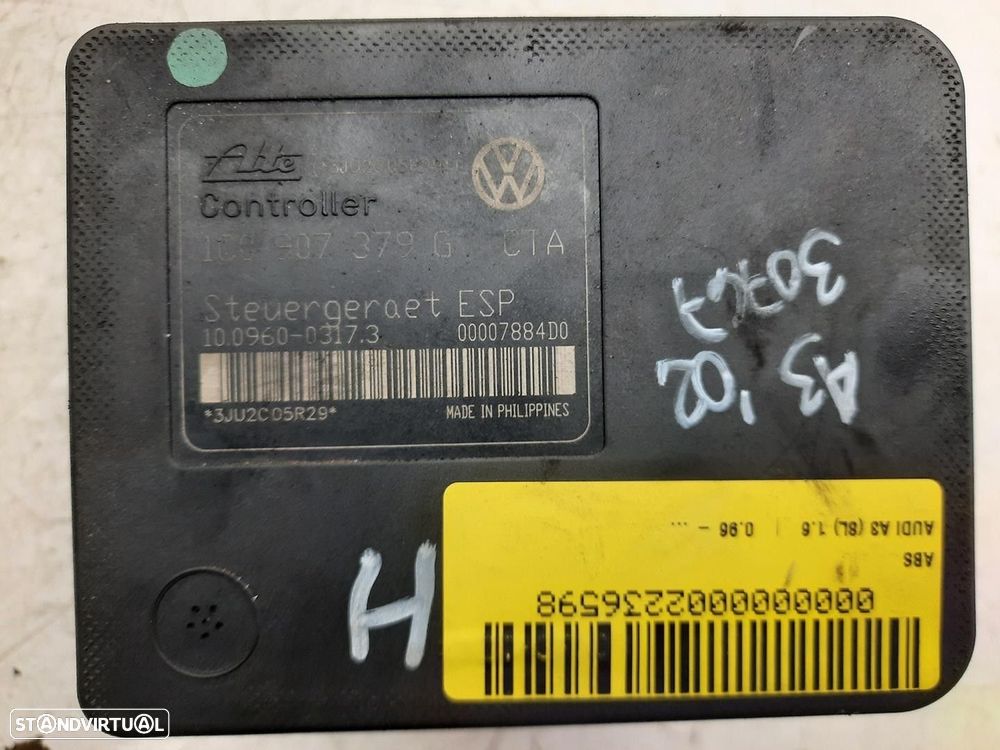 Ate
Controller
1C0 907 379 G CTA
Steuergeraet ESP
10.0960-0317.3 00007884D0
*3JU2C05R29* MADE IN PHILIPPINES
A3 '02
H
AUDI A3 (8L) 1.6 | 0.96 - ...
ABS
0000000002236598
STANDVIRTUAL